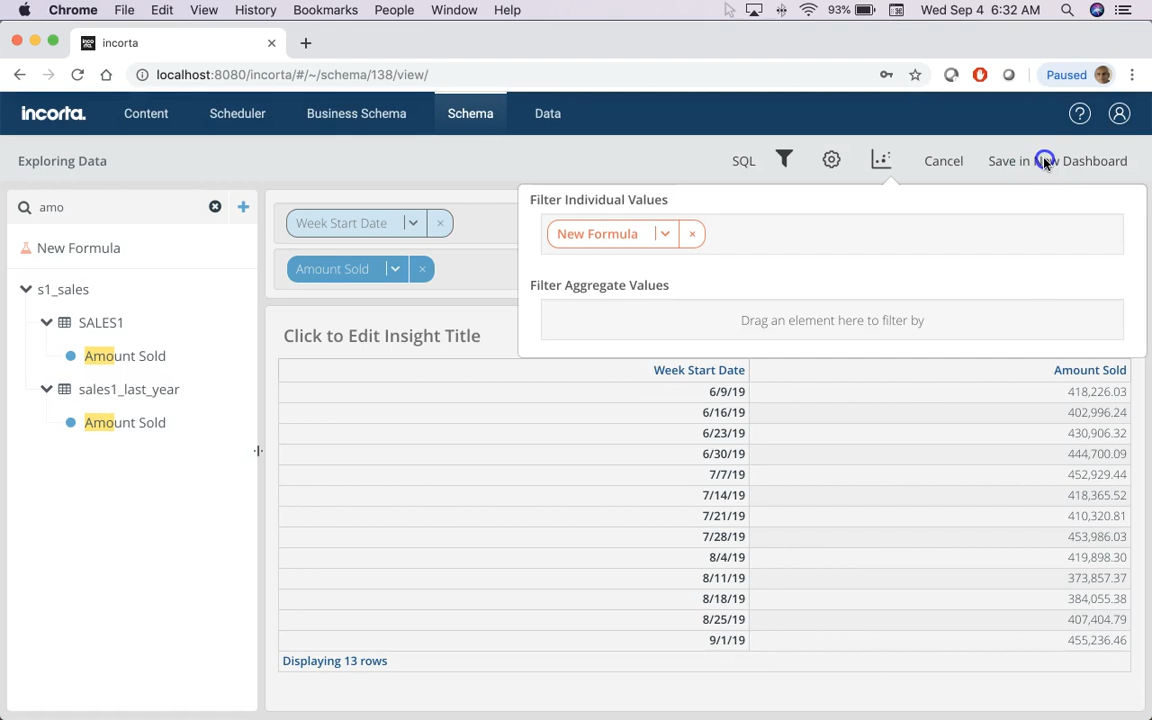 Chrome File Edit View History Bookmarks People Window Help 93% Wed Sep 4 6:32 AM
incorta
localhost:8080/incorta/#/~/schema/138/view/ Paused
incorta. Content Scheduler Business Schema Schema Data
Exploring Data SQL Cancel Save in New Dashboard
amo
New Formula
s1_sales
SALES1
Amount Sold
sales1_last_year
Amount Sold
Week Start Date
Amount Sold
Filter Individual Values
New Formula
Filter Aggregate Values
Drag an element here to filter by
Click to Edit Insight Title
Week Start Date Amount Sold
6/9/19 418,226.03
6/16/19 402,996.24
6/23/19 430,906.32
6/30/19 444,700.09
7/7/19 452,929.44
7/14/19 418,365.52
7/21/19 410,320.81
7/28/19 453,986.03
8/4/19 419,898.30
8/11/19 373,857.37
8/18/19 384,055.38
8/25/19 407,404.79
9/1/19 455,236.46
Displaying 13 rows